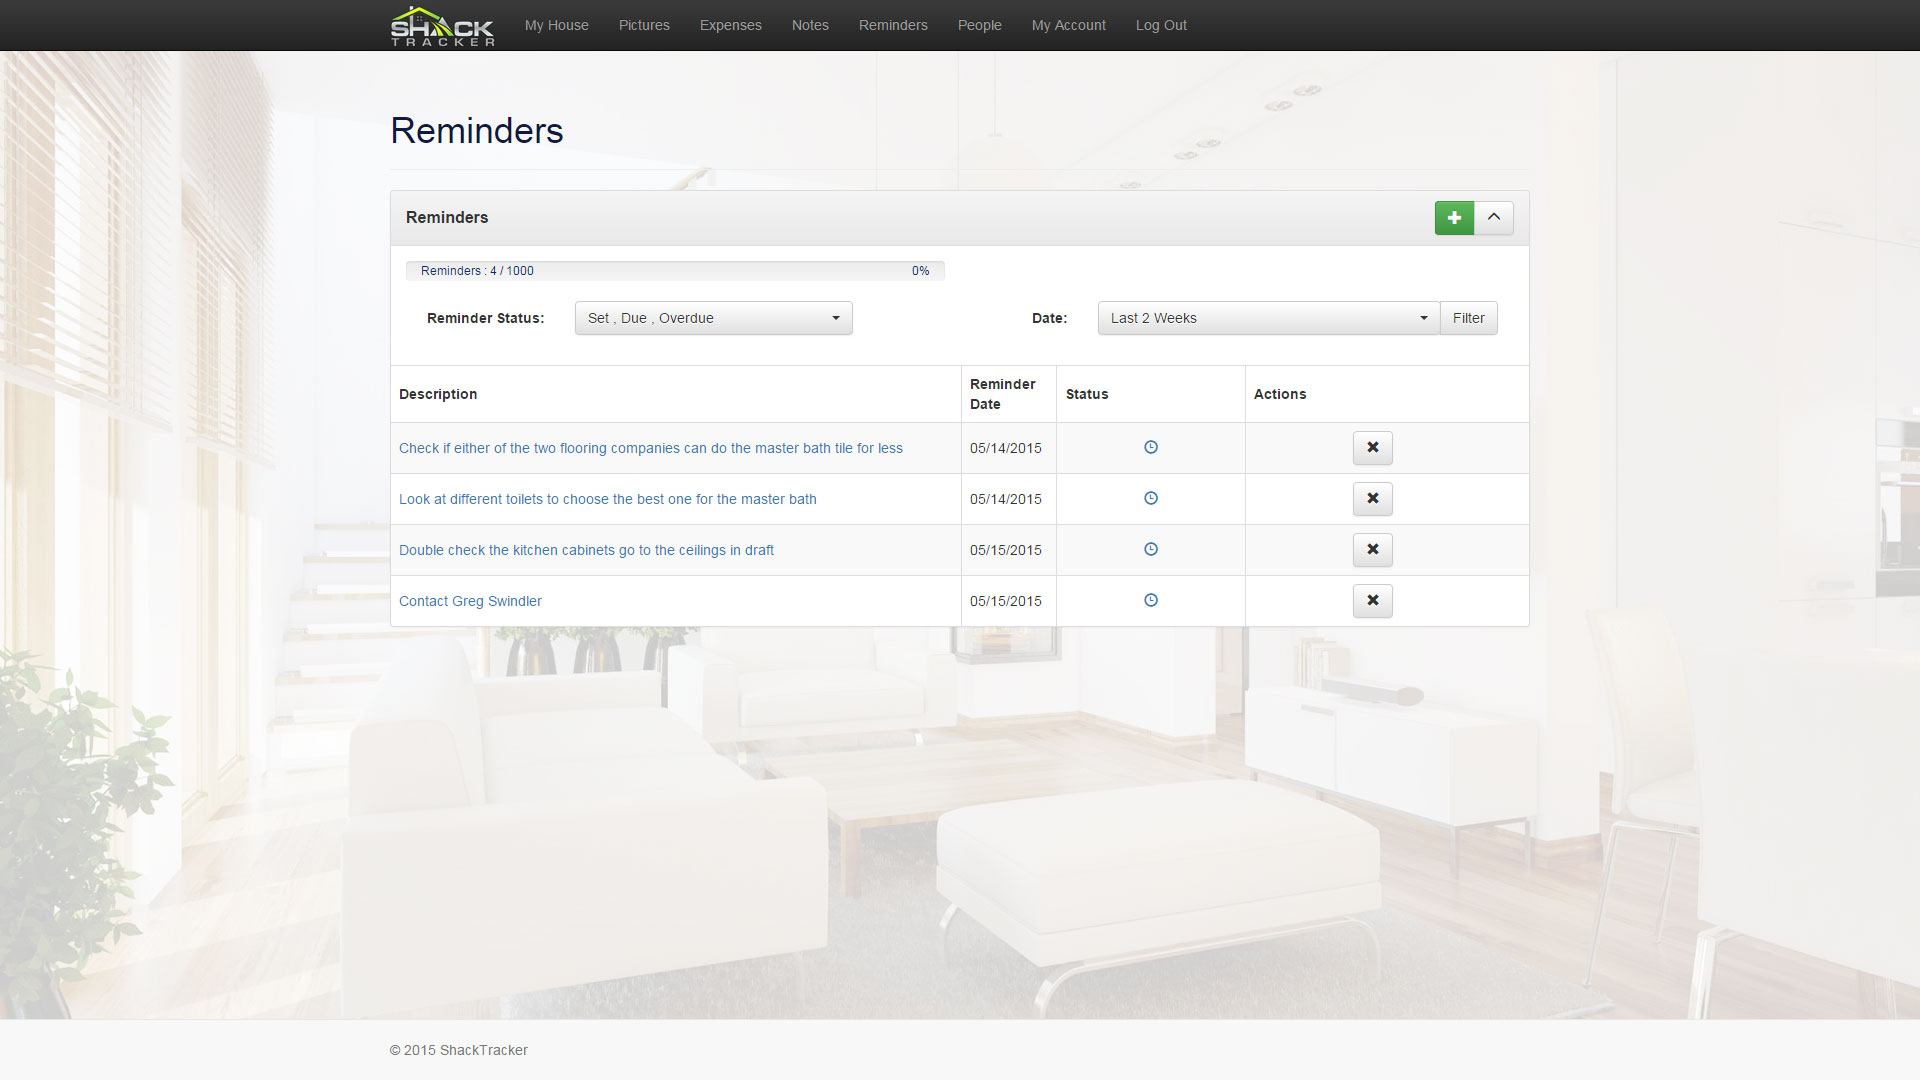 SHACK TRACKER My House Pictures Expenses Notes Reminders People My Account Log Out
Reminders
Reminders
Reminders : 4 / 1000 0%
Reminder Status: Set , Due , Overdue Date: Last 2 Weeks Filter
Description Reminder Date Status Actions
Check if either of the two flooring companies can do the master bath tile for less 05/14/2015
Look at different toilets to choose the best one for the master bath 05/14/2015
Double check the kitchen cabinets go to the ceilings in draft 05/15/2015
Contact Greg Swindler 05/15/2015
© 2015 ShackTracker